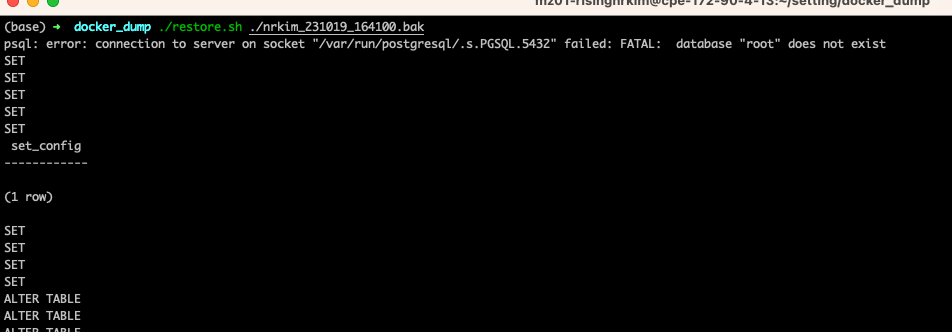 mz01-risingnrkim@cpe-172-90-4-13:~/setting/docker_dump
(base) ➜  docker_dump ./restore.sh ./nrkim_231019_164100.bak
psql: error: connection to server on socket "/var/run/postgresql/.s.PGSQL.5432" failed: FATAL:  database "root" does not exist
SET
SET
SET
SET
SET
 set_config
------------

(1 row)

SET
SET
SET
SET
ALTER TABLE
ALTER TABLE
ALTER TABLE